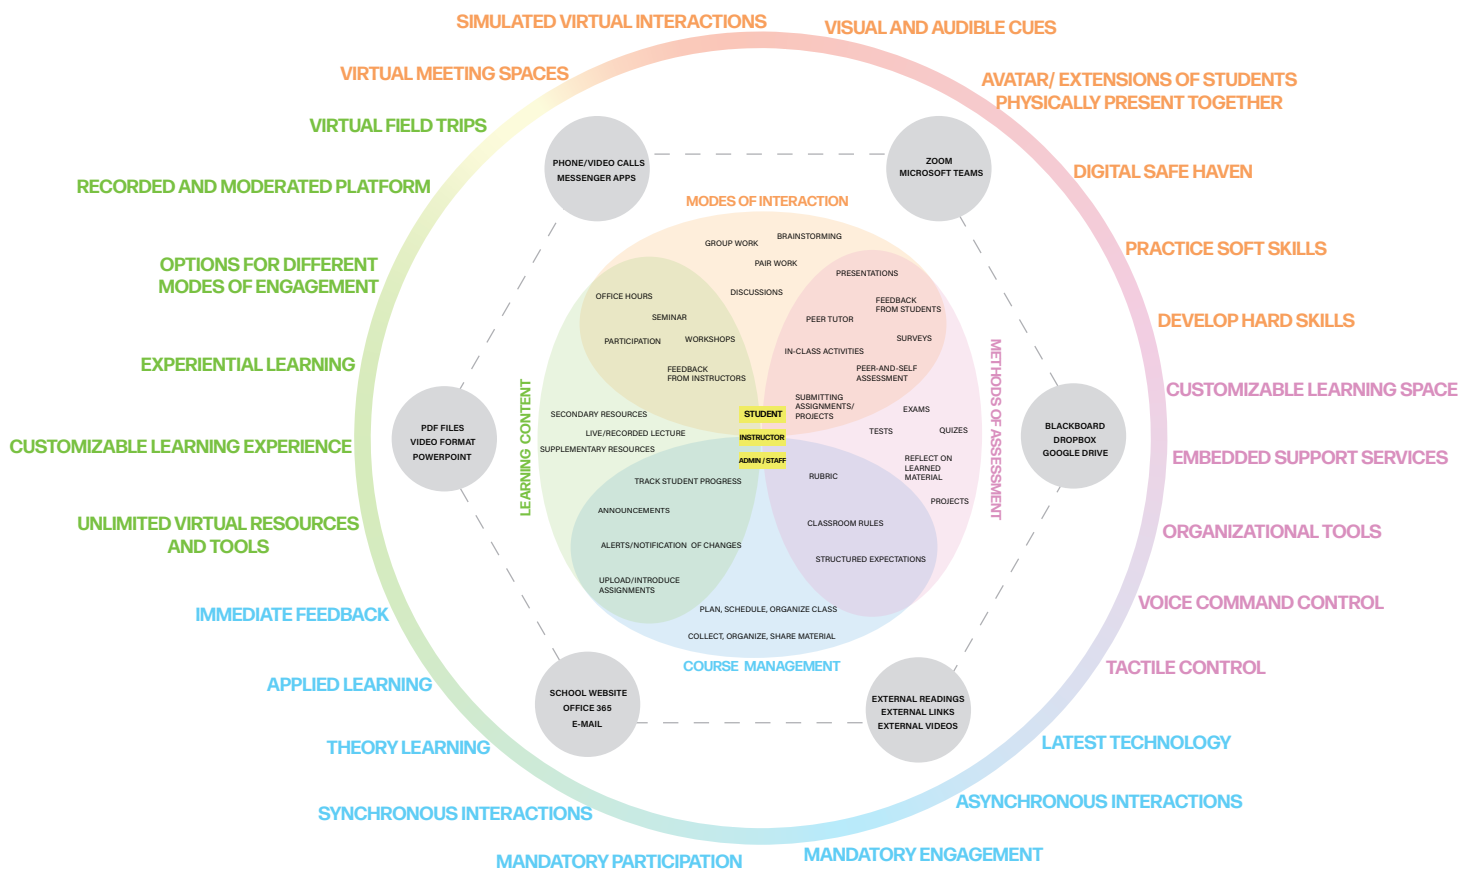 SIMULATED VIRTUAL INTERACTIONS
VISUAL AND AUDIBLE CUES
VIRTUAL MEETING SPACES
AVATAR/ EXTENSIONS OF STUDENTS
PHYSICALLY PRESENT TOGETHER
VIRTUAL FIELD TRIPS
DIGITAL SAFE HAVEN
RECORDED AND MODERATED PLATFORM
PRACTICE SOFT SKILLS
OPTIONS FOR DIFFERENT
MODES OF ENGAGEMENT
DEVELOP HARD SKILLS
EXPERIENTIAL LEARNING
CUSTOMIZABLE LEARNING SPACE
CUSTOMIZABLE LEARNING EXPERIENCE
EMBEDDED SUPPORT SERVICES
UNLIMITED VIRTUAL RESOURCES
AND TOOLS
ORGANIZATIONAL TOOLS
IMMEDIATE FEEDBACK
VOICE COMMAND CONTROL
APPLIED LEARNING
TACTILE CONTROL
THEORY LEARNING
LATEST TECHNOLOGY
SYNCHRONOUS INTERACTIONS
ASYNCHRONOUS INTERACTIONS
MANDATORY PARTICIPATION
MANDATORY ENGAGEMENT
PHONE/VIDEO CALLS
MESSENGER APPS
ZOOM
MICROSOFT TEAMS
PDF FILES
VIDEO FORMAT
POWERPOINT
BLACKBOARD
DROPBOX
GOOGLE DRIVE
SCHOOL WEBSITE
OFFICE 365
E-MAIL
EXTERNAL READINGS
EXTERNAL LINKS
EXTERNAL VIDEOS
MODES OF INTERACTION
GROUP WORK
BRAINSTORMING
PAIR WORK
DISCUSSIONS
OFFICE HOURS
SEMINAR
PARTICIPATION
WORKSHOPS
FEEDBACK
FROM INSTRUCTORS
PRESENTATIONS
FEEDBACK
FROM STUDENTS
PEER TUTOR
SURVEYS
IN-CLASS ACTIVITIES
PEER-AND-SELF
ASSESSMENT
SUBMITTING
ASSIGNMENTS/
PROJECTS
LEARNING CONTENT
SECONDARY RESOURCES
LIVE/RECORDED LECTURE
SUPPLEMENTARY RESOURCES
STUDENT
INSTRUCTOR
ADMIN / STAFF
METHODS OF ASSESSMENT
EXAMS
TESTS
QUIZES
REFLECT ON
LEARNED
MATERIAL
PROJECTS
TRACK STUDENT PROGRESS
ANNOUNCEMENTS
ALERTS/NOTIFICATION OF CHANGES
UPLOAD/INTRODUCE
ASSIGNMENTS
RUBRIC
CLASSROOM RULES
STRUCTURED EXPECTATIONS
PLAN, SCHEDULE, ORGANIZE CLASS
COLLECT, ORGANIZE, SHARE MATERIAL
COURSE MANAGEMENT